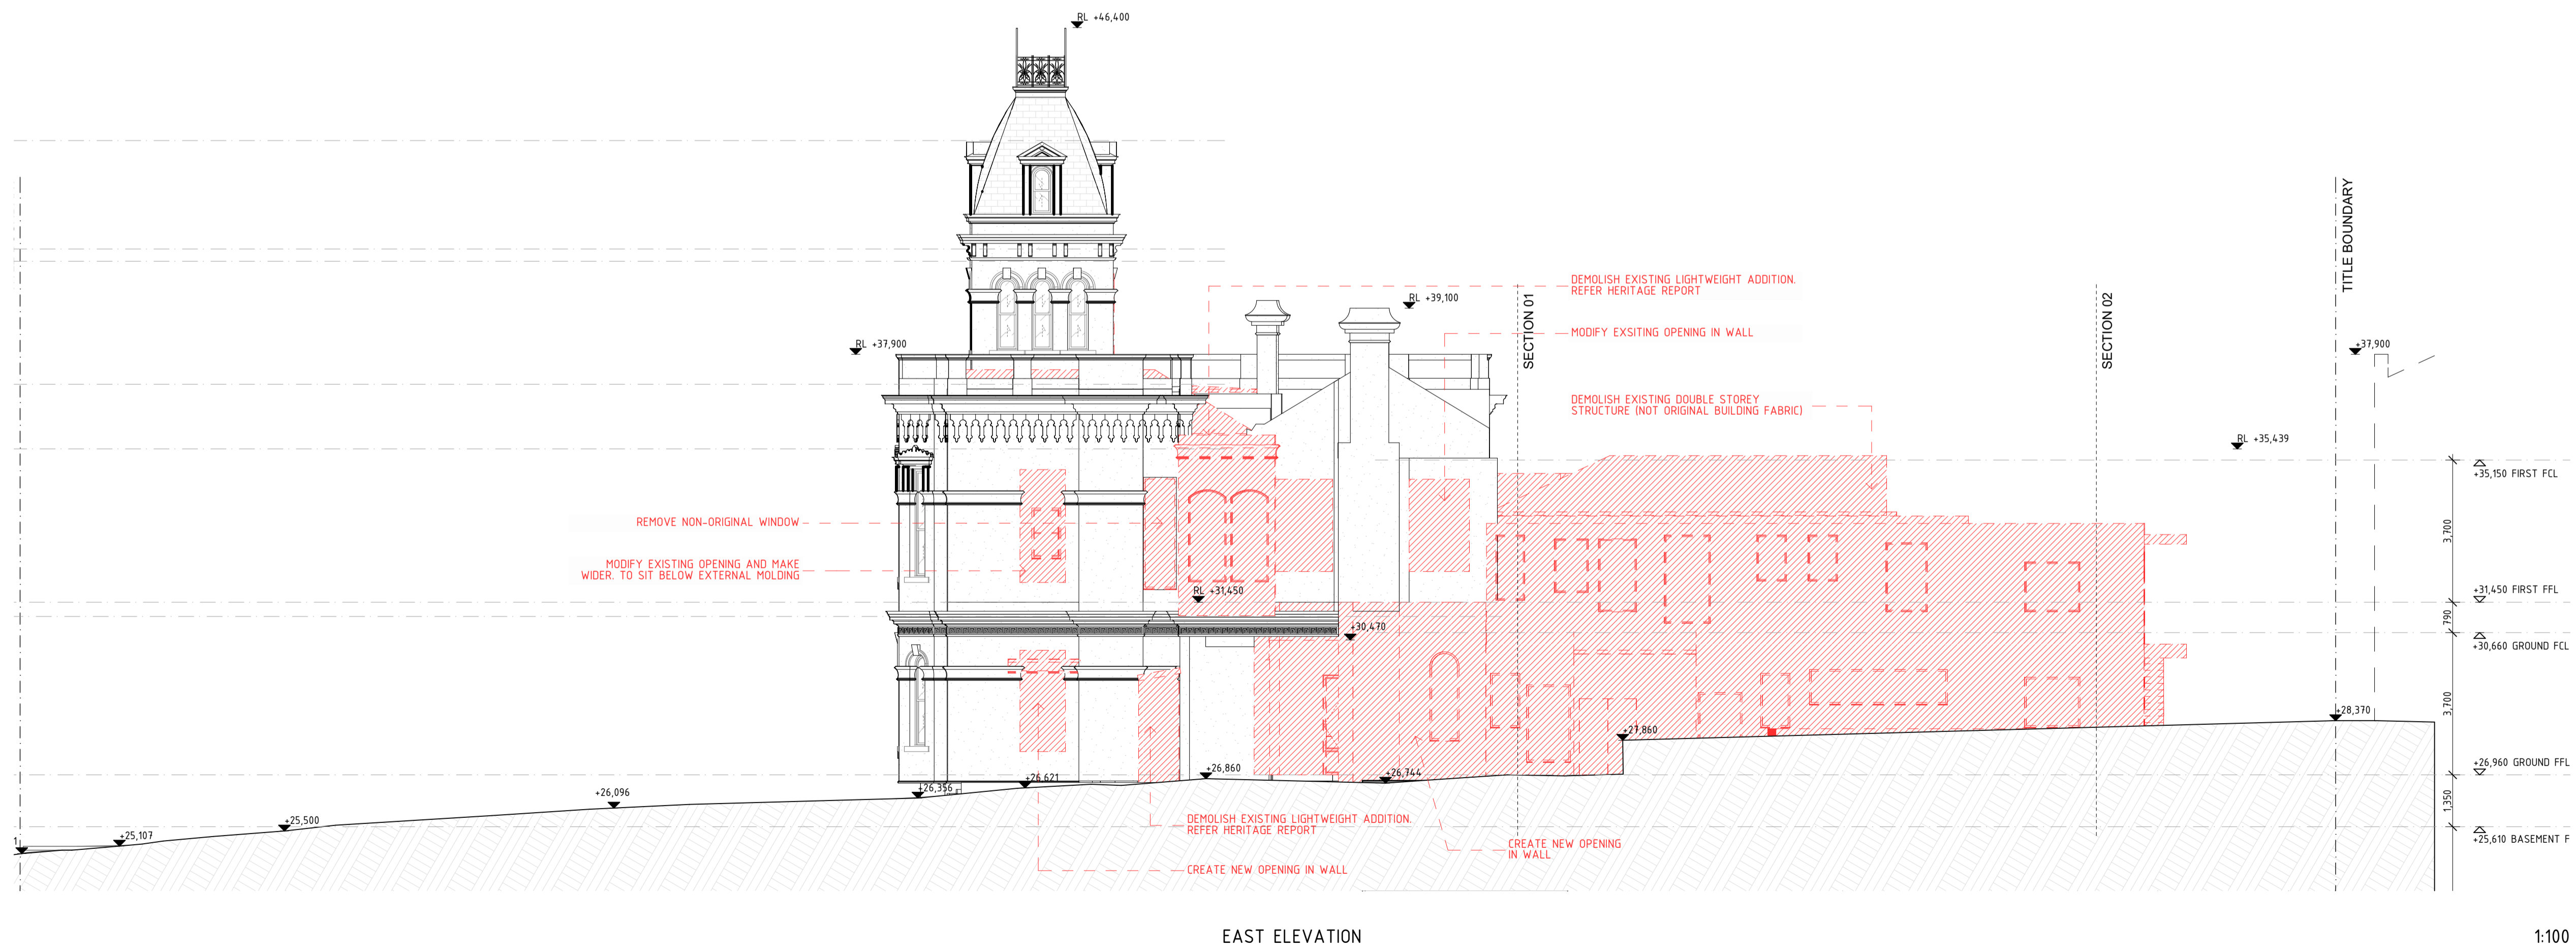 RL +46,400
TITLE BOUNDARY
DEMOLISH EXISTING LIGHTWEIGHT ADDITION.
REFER HERITAGE REPORT
SECTION 01
SECTION 02
RL +39,100
MODIFY EXSITING OPENING IN WALL
RL +37,900
+37,900
DEMOLISH EXISTING DOUBLE STOREY
STRUCTURE (NOT ORIGINAL BUILDING FABRIC)
RL +35,439
+35,150 FIRST FCL
REMOVE NON-ORIGINAL WINDOW
3,700
MODIFY EXISTING OPENING AND MAKE
WIDER. TO SIT BELOW EXTERNAL MOLDING
RL +31,450
+31,450 FIRST FFL
790
+30,470
+30,660 GROUND FCL
3,700
+28,370
+27,860
+26,960 GROUND FFL
+26,860
+26,744
+26,621
+26,356
+26,096
1,350
+25,500
+25,107
1
DEMOLISH EXISTING LIGHTWEIGHT ADDITION.
REFER HERITAGE REPORT
+25,610 BASEMENT F
CREATE NEW OPENING
IN WALL
CREATE NEW OPENING IN WALL
EAST ELEVATION
1:100